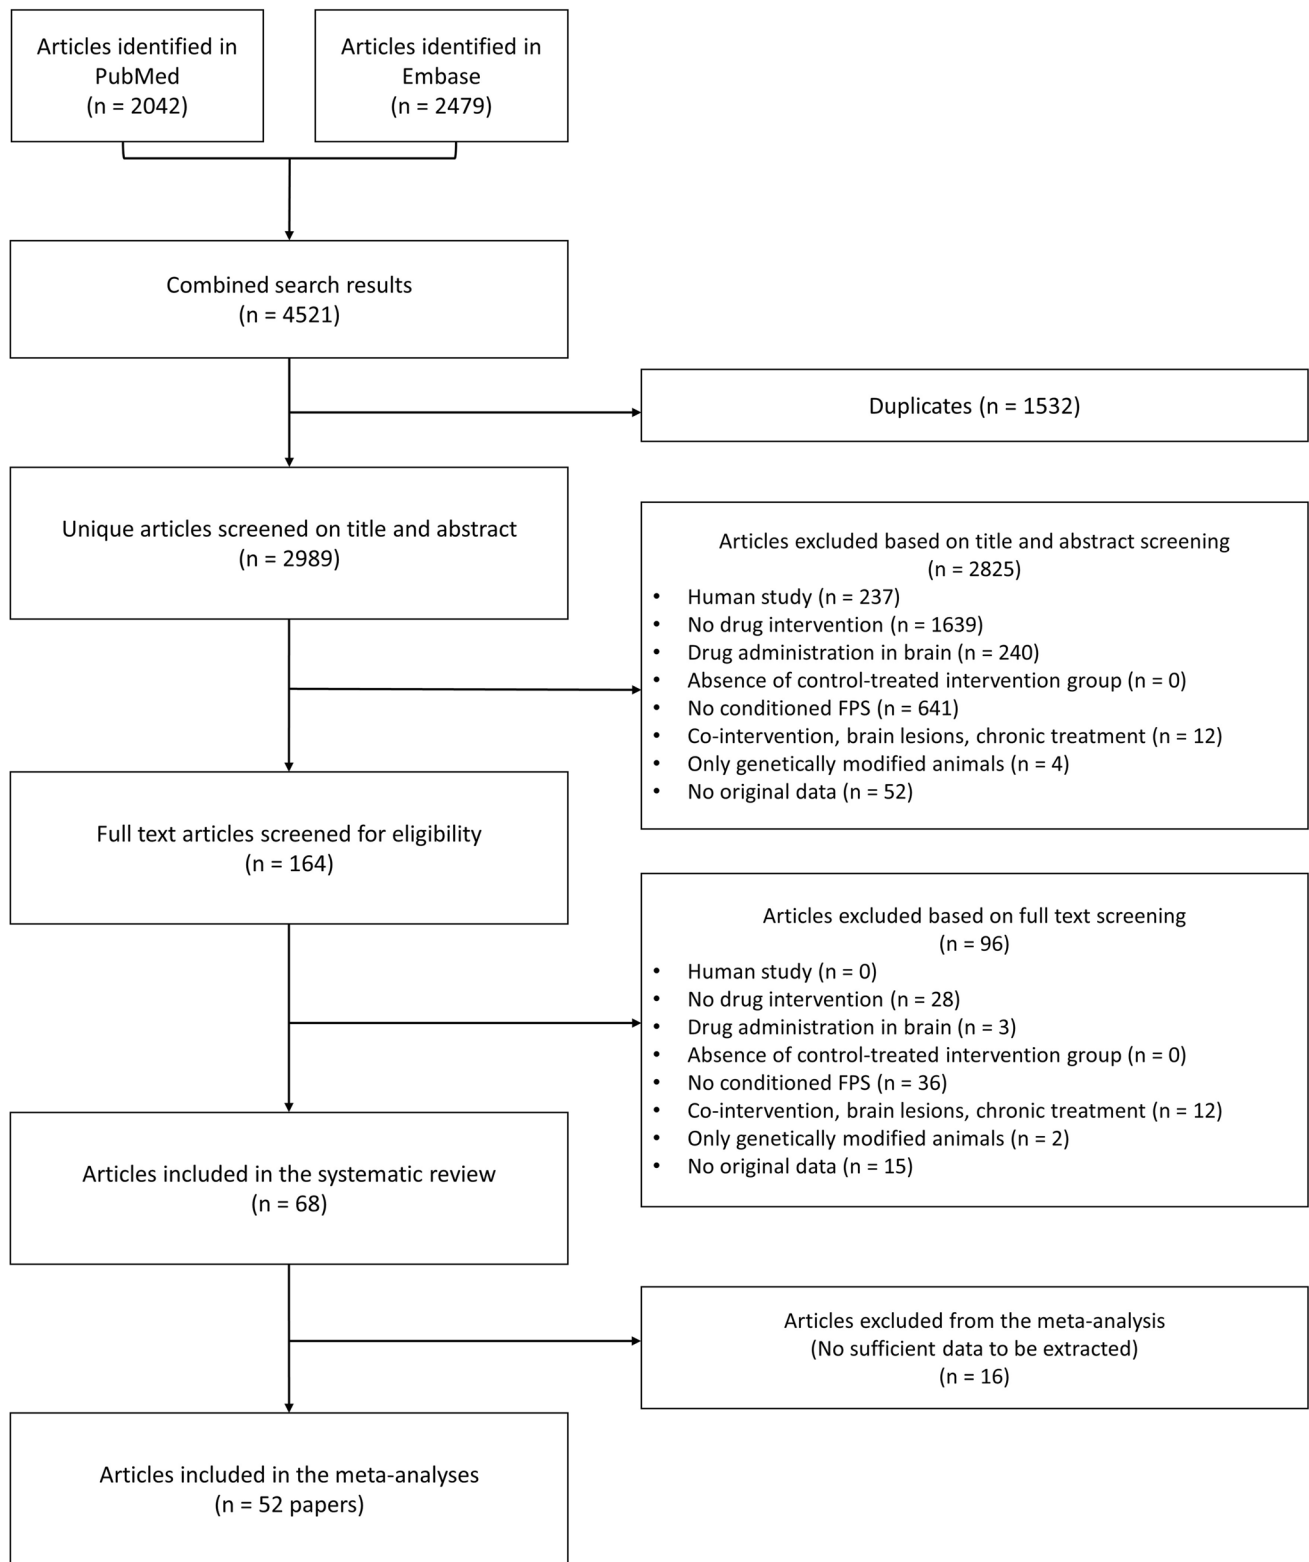 Articles identified in
PubMed
(n = 2042)
Articles identified in
Embase
(n = 2479)
Combined search results
(n = 4521)
Duplicates (n = 1532)
Unique articles screened on title and abstract
(n = 2989)
Articles excluded based on title and abstract screening
(n = 2825)
• Human study (n = 237)
• No drug intervention (n = 1639)
• Drug administration in brain (n = 240)
• Absence of control-treated intervention group (n = 0)
• No conditioned FPS (n = 641)
• Co-intervention, brain lesions, chronic treatment (n = 12)
• Only genetically modified animals (n = 4)
• No original data (n = 52)
Full text articles screened for eligibility
(n = 164)
Articles excluded based on full text screening
(n = 96)
• Human study (n = 0)
• No drug intervention (n = 28)
• Drug administration in brain (n = 3)
• Absence of control-treated intervention group (n = 0)
• No conditioned FPS (n = 36)
• Co-intervention, brain lesions, chronic treatment (n = 12)
• Only genetically modified animals (n = 2)
• No original data (n = 15)
Articles included in the systematic review
(n = 68)
Articles excluded from the meta-analysis
(No sufficient data to be extracted)
(n = 16)
Articles included in the meta-analyses
(n = 52 papers)